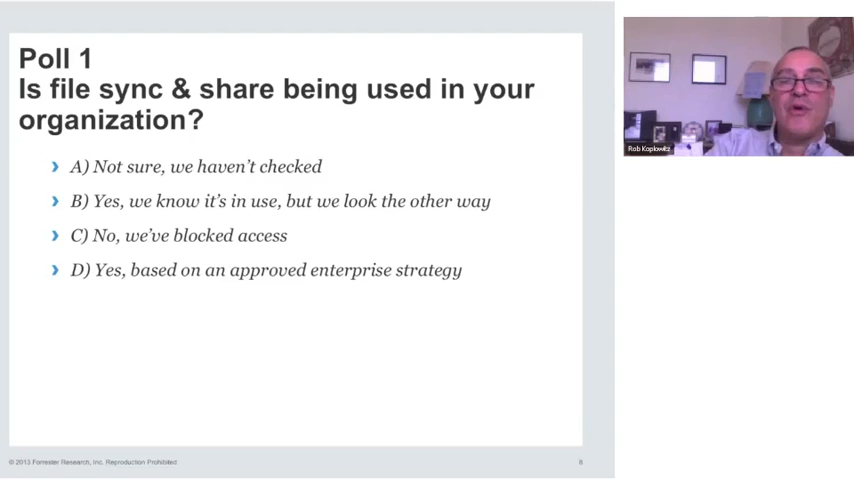 Poll 1
Is file sync & share being used in your
organization?
› A) Not sure, we haven’t checked
› B) Yes, we know it’s in use, but we look the other way
› C) No, we’ve blocked access
› D) Yes, based on an approved enterprise strategy
© 2013 Forrester Research, Inc. Reproduction Prohibited
8
Rob Koplowitz